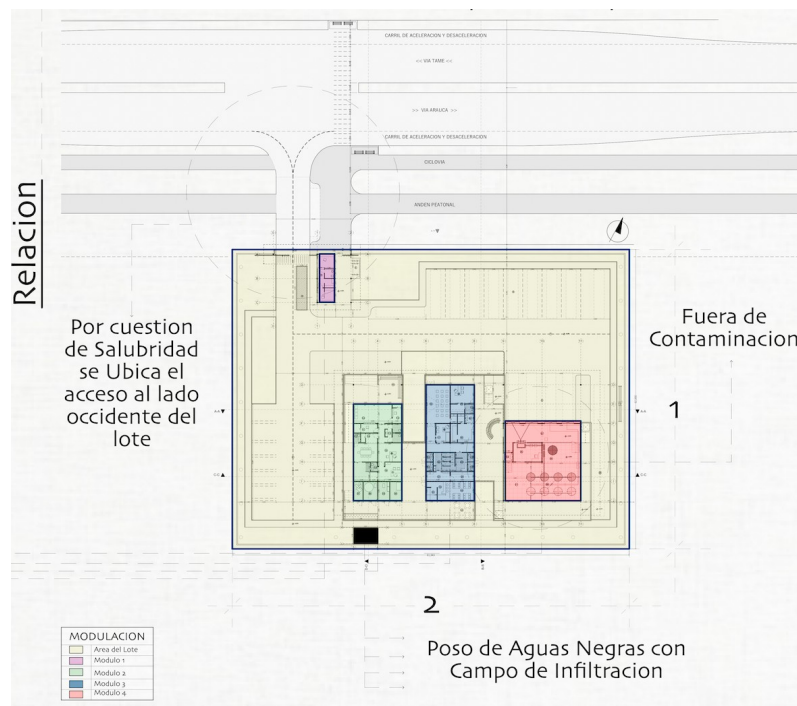 CARRIL DE ACELERACION Y DESACELERACION
<< VIA TAME <<
>> VIA ARAUCA >>
CARRIL DE ACELERACION Y DESACELERACION
CICLOVIA
ANDEN PEATONAL
Relacion
Por cuestion
de Salubridad
se Ubica el
acceso al lado
occidente del
lote
Fuera de
Contaminacion
1
2
Poso de Aguas Negras con
Campo de Infiltracion
MODULACION
Area del Lote
Modulo 1
Modulo 2
Modulo 3
Modulo 4